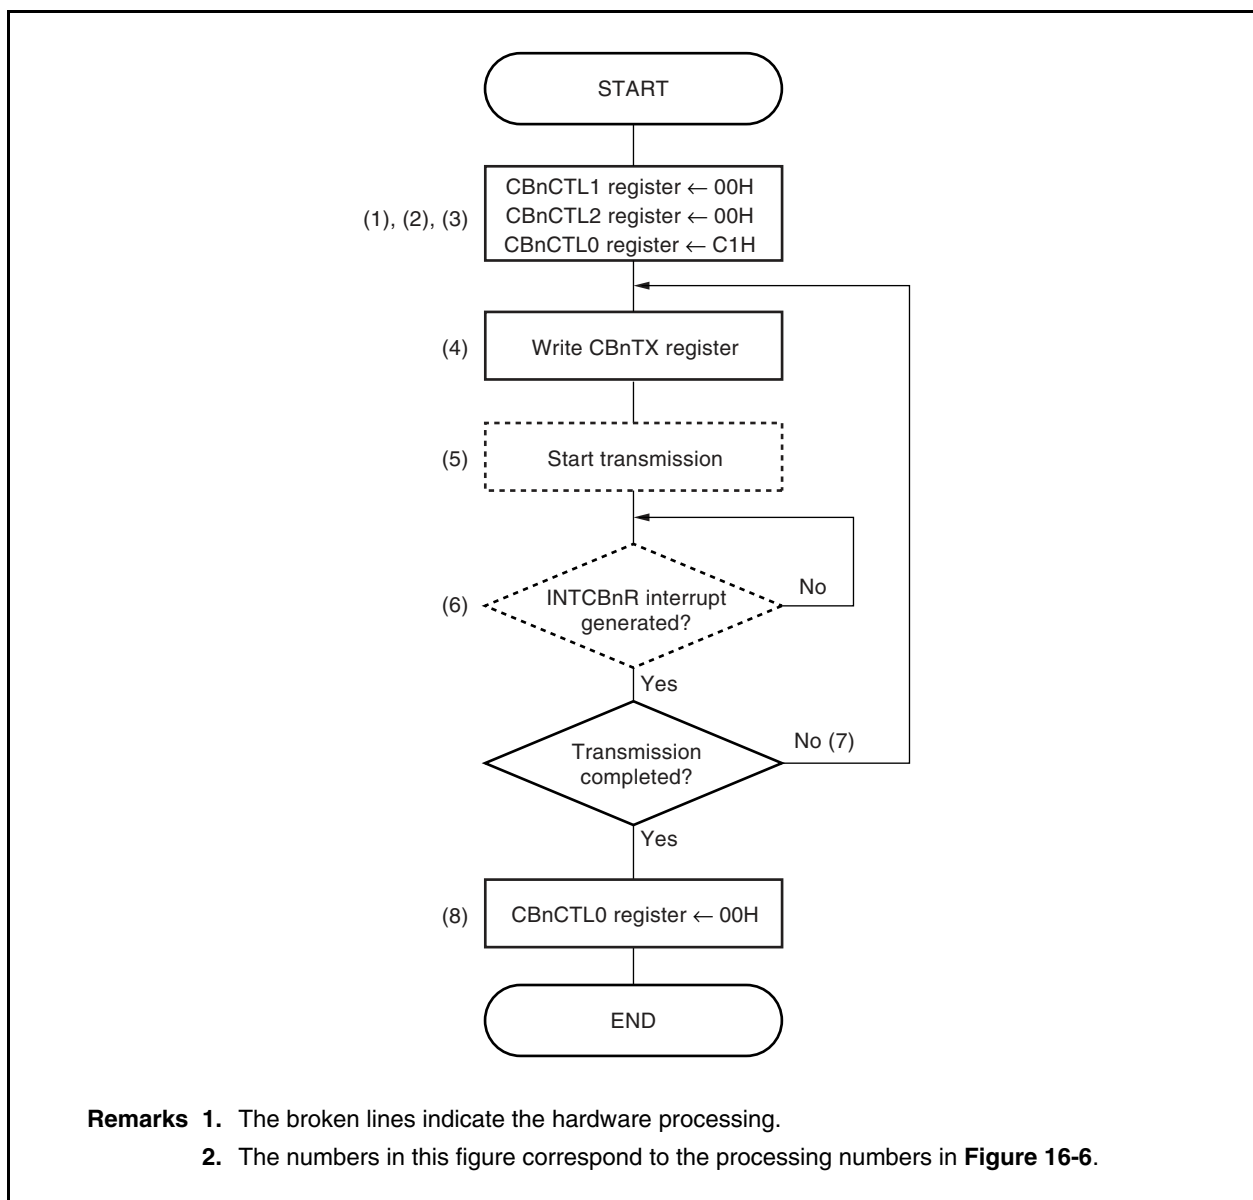 START
CBnCTL1 register ← 00H
(1), (2), (3)
CBnCTL2 register ← 00H
CBnCTL0 register ← C1H
(4)
Write CBnTX register
(5)
Start transmission
(6)
INTCBnR interrupt
generated?
No
Yes
Transmission
completed?
No (7)
Yes
(8)
CBnCTL0 register ← 00H
END
Remarks 1. The broken lines indicate the hardware processing.
2. The numbers in this figure correspond to the processing numbers in Figure 16-6.